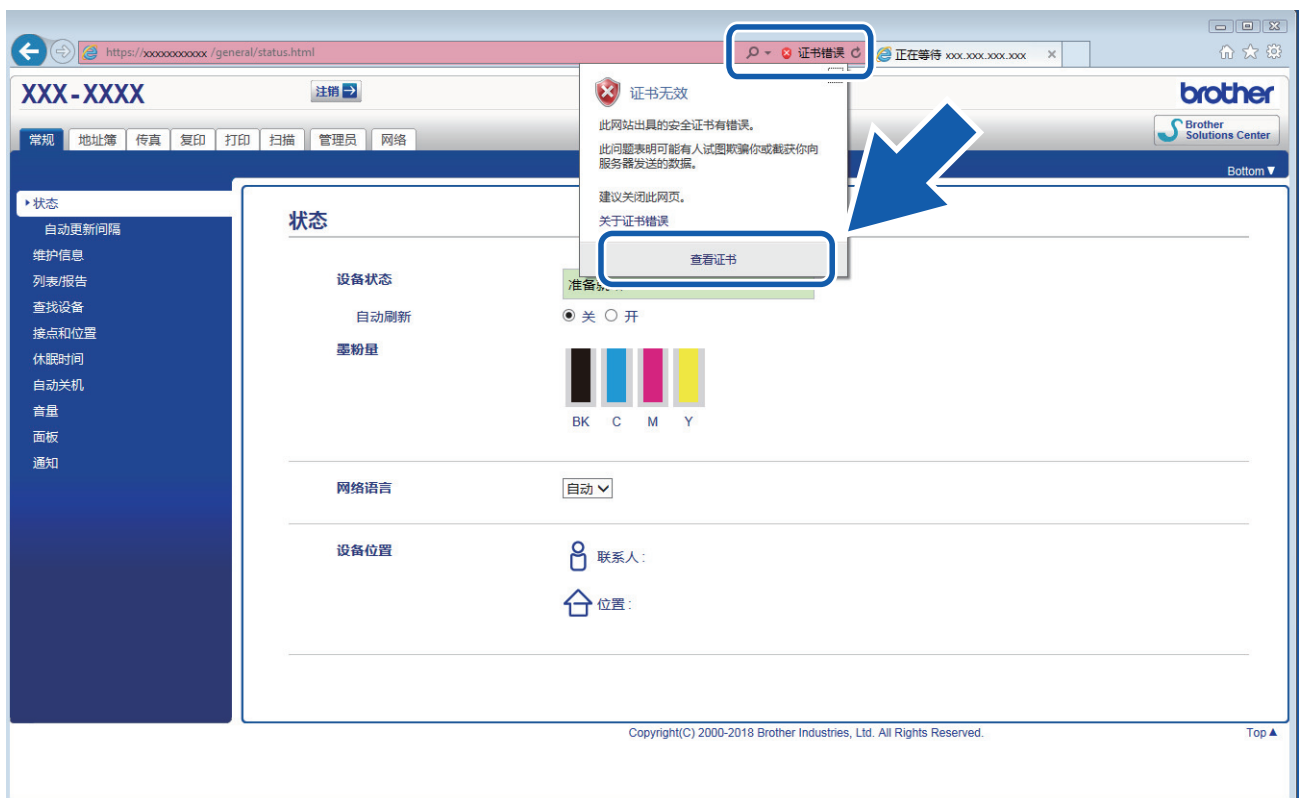 https://xxxxxxxxxxx /general/status.html
证书错误
正在等待 xxx.xxx.xxx.xxx
XXX-XXXX
注销
brother
常规 地址簿 传真 复印 打印 扫描 管理员 网络
Brother
Solutions Center
Bottom▼
证书无效
此网站出具的安全证书有错误。
此问题表明可能有人试图欺骗你或截获你向
服务器发送的数据。
建议关闭此网页。
关于证书错误
查看证书
状态
自动更新间隔
维护信息
列表/报告
查找设备
接点和位置
休眠时间
自动关机
音量
面板
通知
状态
设备状态
准备
自动刷新
关 开
墨粉量
BK C M Y
网络语言
自动
设备位置
联系人 :
位置 :
Copyright(C) 2000-2018 Brother Industries, Ltd. All Rights Reserved.
Top▲